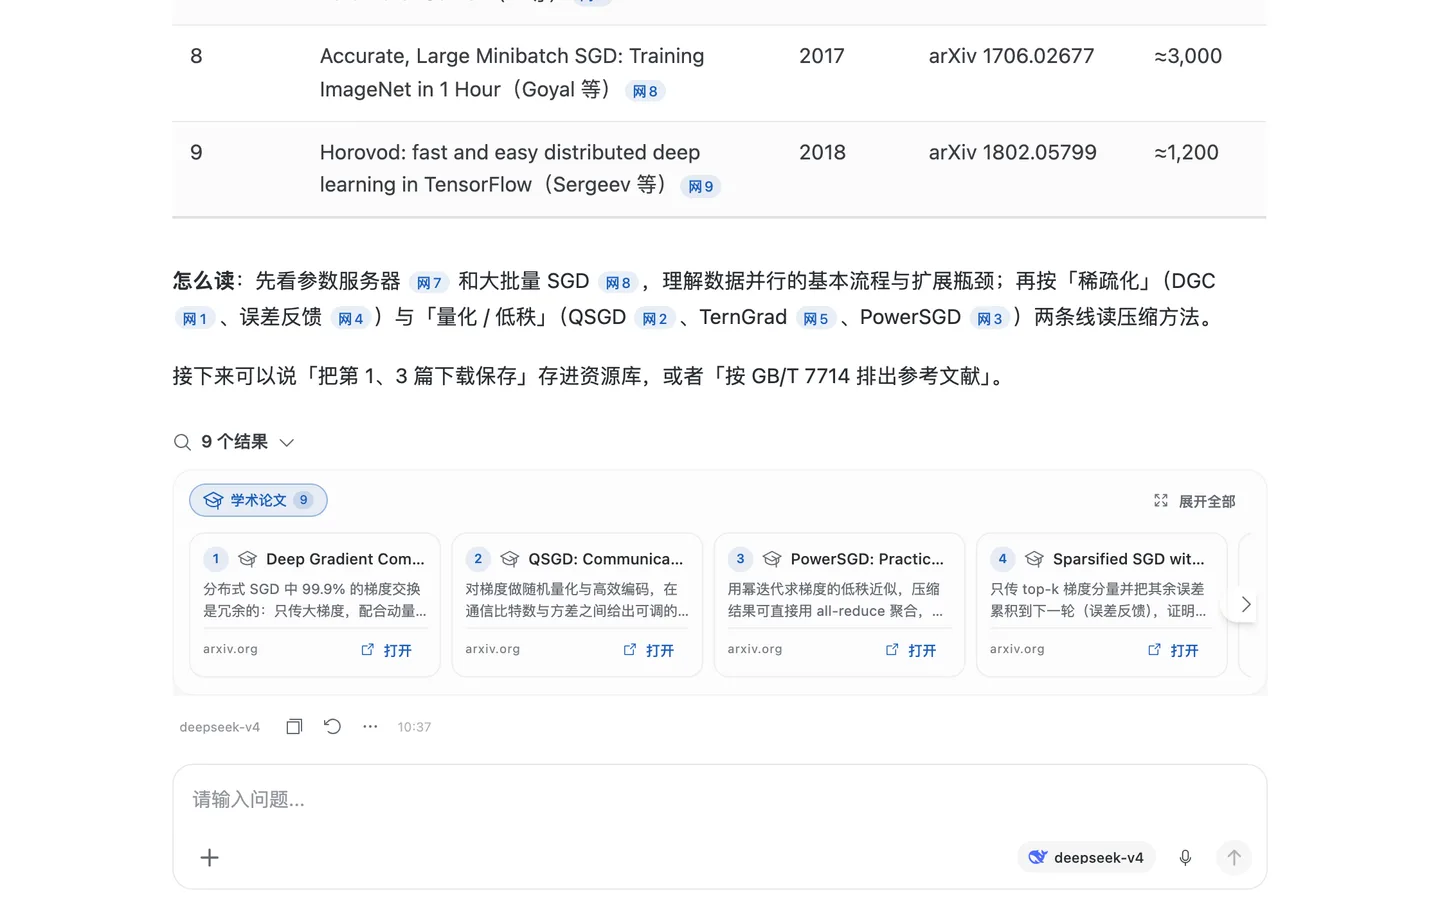 8 Accurate, Large Minibatch SGD: Training 2017 arXiv 1706.02677 ≈3,000
ImageNet in 1 Hour（Goyal 等） 网8
9 Horovod: fast and easy distributed deep 2018 arXiv 1802.05799 ≈1,200
learning in TensorFlow（Sergeev 等） 网9
怎么读：先看参数服务器 网7 和大批量 SGD 网8 ，理解数据并行的基本流程与扩展瓶颈；再按「稀疏化」（DGC
网1 、误差反馈 网4 ）与「量化 / 低秩」（QSGD 网2 、TernGrad 网5 、PowerSGD 网3 ）两条线读压缩方法。
接下来可以说「把第 1、3 篇下载保存」存进资源库，或者「按 GB/T 7714 排出参考文献」。
9 个结果
学术论文 9 展开全部
1 Deep Gradient Com...
分布式 SGD 中 99.9% 的梯度交换
是冗余的：只传大梯度，配合动量...
arxiv.org 打开
2 QSGD: Communica...
对梯度做随机量化与高效编码，在
通信比特数与方差之间给出可调的...
arxiv.org 打开
3 PowerSGD: Practic...
用幂迭代求梯度的低秩近似，压缩
结果可直接用 all-reduce 聚合，...
arxiv.org 打开
4 Sparsified SGD wit...
只传 top-k 梯度分量并把其余误差
累积到下一轮（误差反馈），证明...
arxiv.org 打开
deepseek-v4 10:37
请输入问题...
deepseek-v4